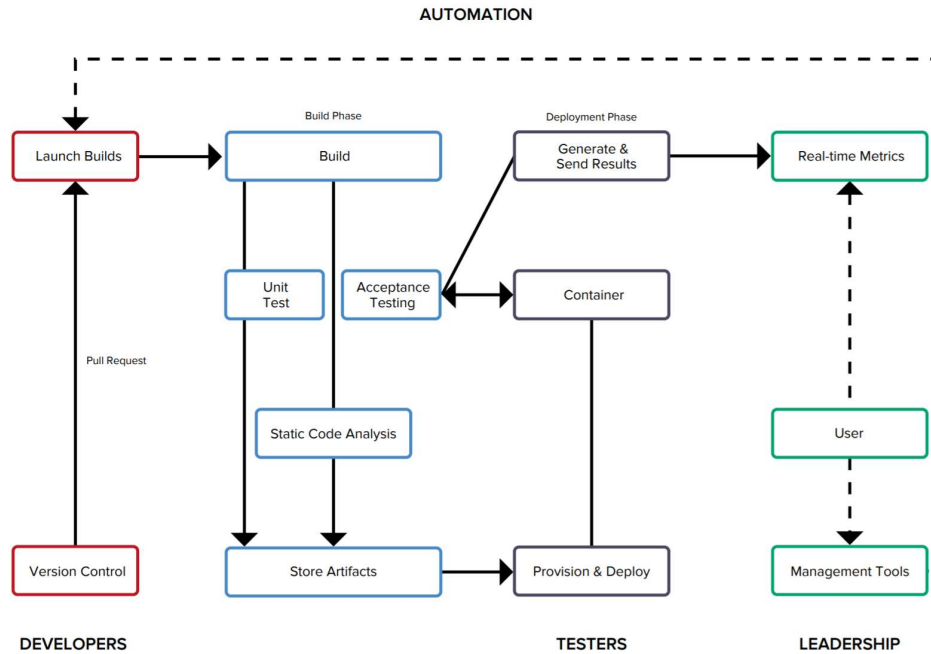 AUTOMATION
Build Phase
Deployment Phase
Launch Builds
Build
Generate &
Send Results
Real-time Metrics
Unit
Test
Acceptance
Testing
Container
Pull Request
Static Code Analysis
User
Version Control
Store Artifacts
Provision & Deploy
Management Tools
DEVELOPERS
TESTERS
LEADERSHIP